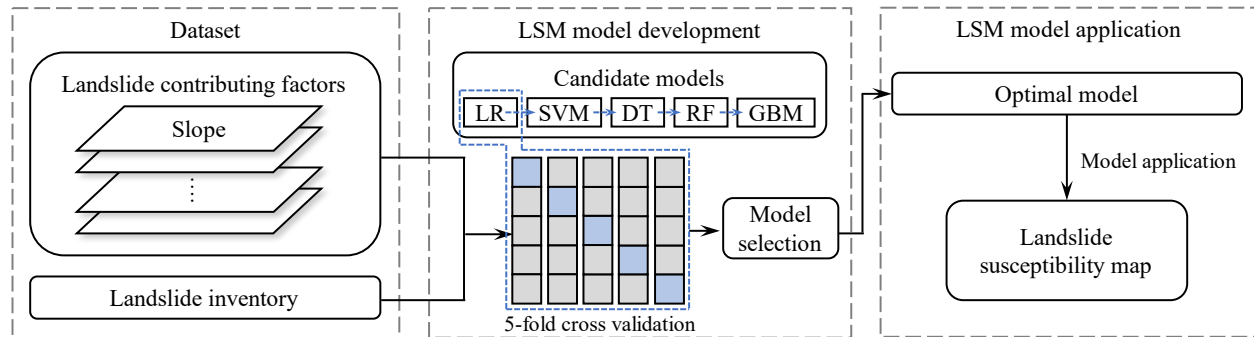 Dataset
Landslide contributing factors
Slope
Landslide inventory
LSM model development
Candidate models
LR
SVM
DT
RF
GBM
5-fold cross validation
Model
selection
LSM model application
Optimal model
Model application
Landslide
susceptibility map